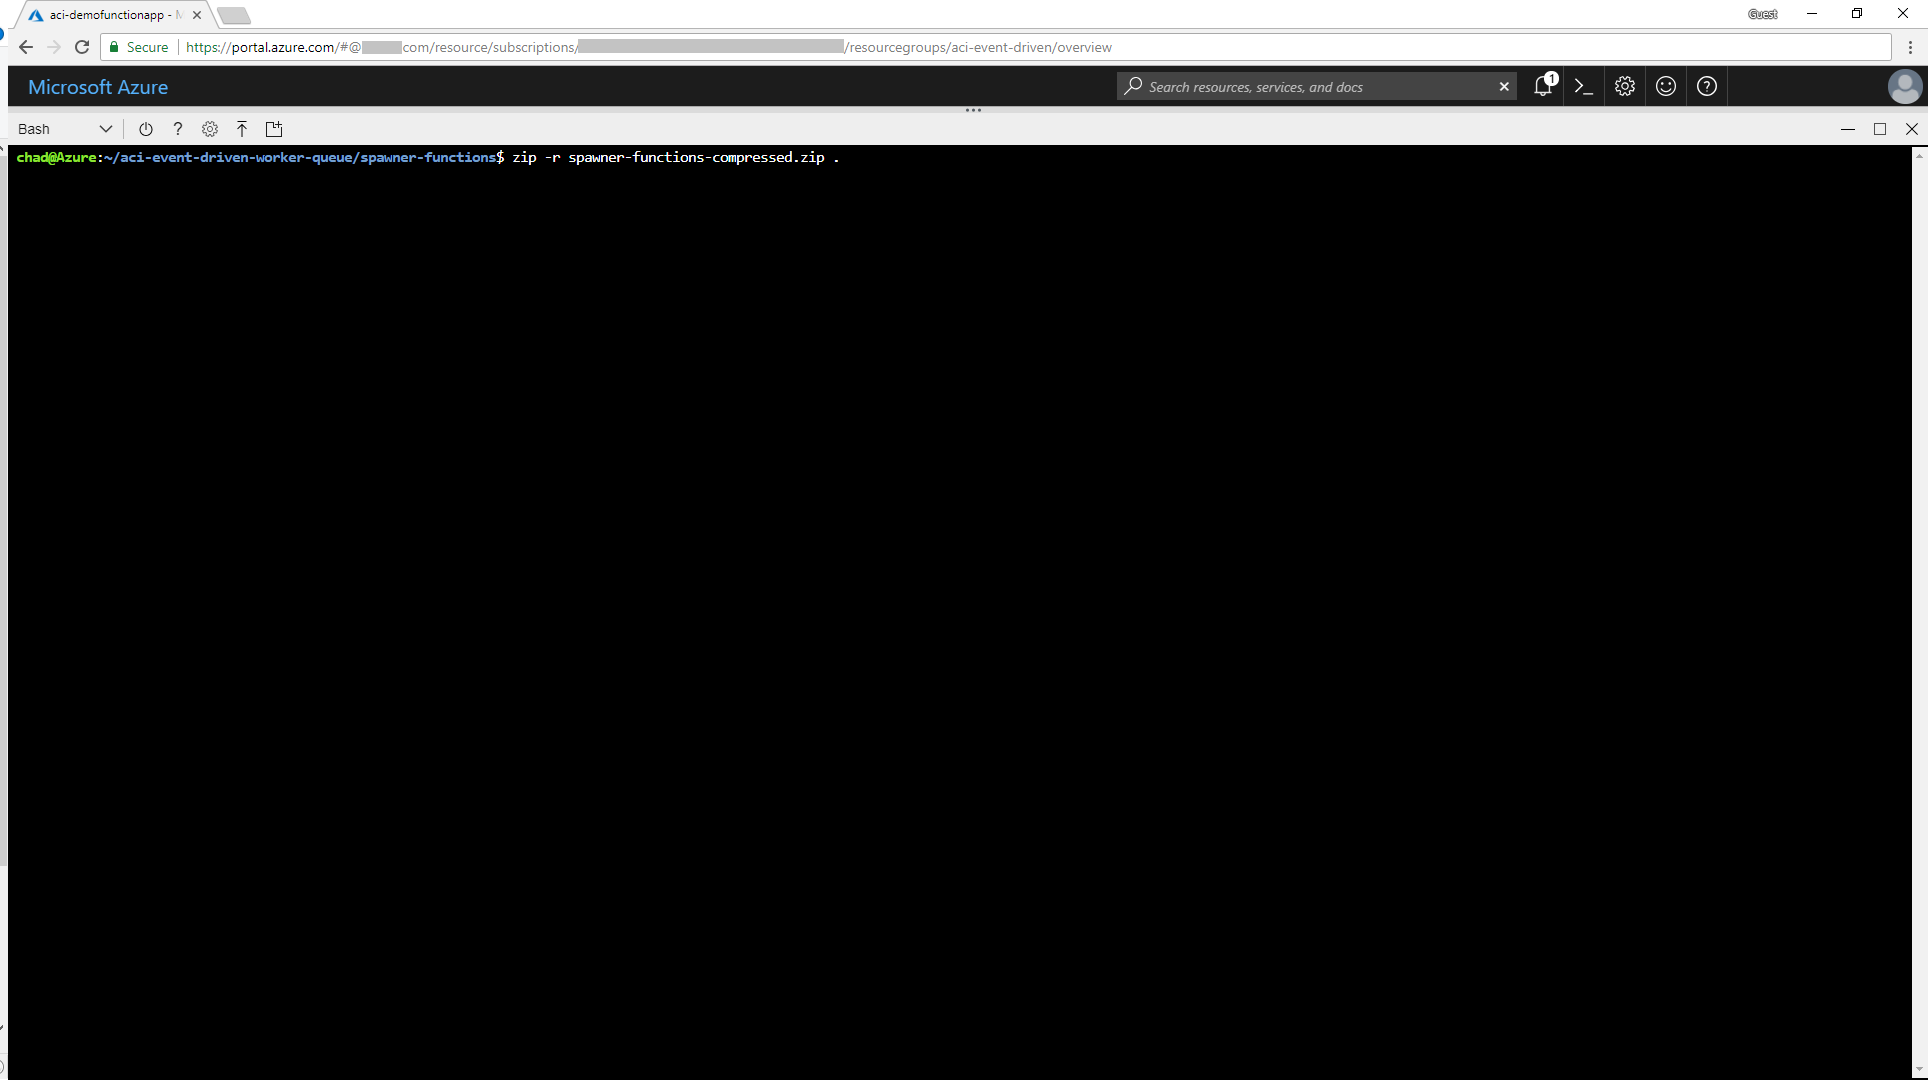 aci-demofunctionapp - M
Guest
Secure
https://portal.azure.com/#@ com/resource/subscriptions/ /resourcegroups/aci-event-driven/overview
Microsoft Azure
Search resources, services, and docs
1
Bash
chad@Azure:~/aci-event-driven-worker-queue/spawner-functions$ zip -r spawner-functions-compressed.zip .